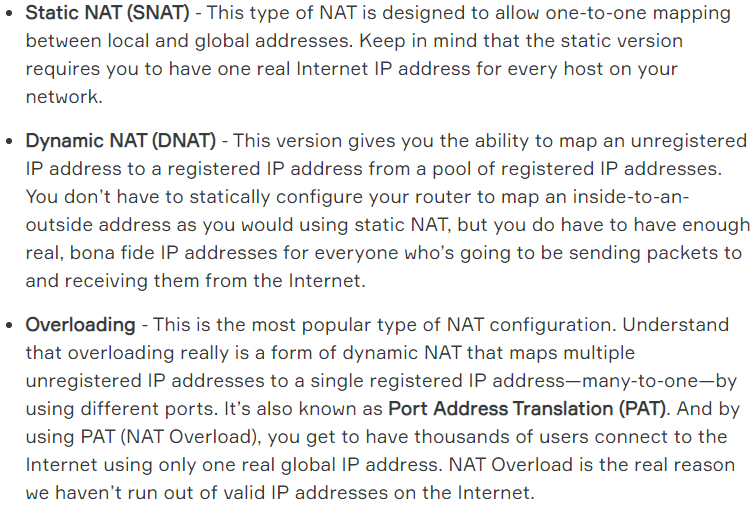 • Static NAT (SNAT) - This type of NAT is designed to allow one-to-one mapping
between local and global addresses. Keep in mind that the static version
requires you to have one real Internet IP address for every host on your
network.
• Dynamic NAT (DNAT) - This version gives you the ability to map an unregistered
IP address to a registered IP address from a pool of registered IP addresses.
You don’t have to statically configure your router to map an inside-to-an-
outside address as you would using static NAT, but you do have to have enough
real, bona fide IP addresses for everyone who’s going to be sending packets to
and receiving them from the Internet.
• Overloading - This is the most popular type of NAT configuration. Understand
that overloading really is a form of dynamic NAT that maps multiple
unregistered IP addresses to a single registered IP address—many-to-one—by
using different ports. It’s also known as Port Address Translation (PAT). And by
using PAT (NAT Overload), you get to have thousands of users connect to the
Internet using only one real global IP address. NAT Overload is the real reason
we haven’t run out of valid IP addresses on the Internet.